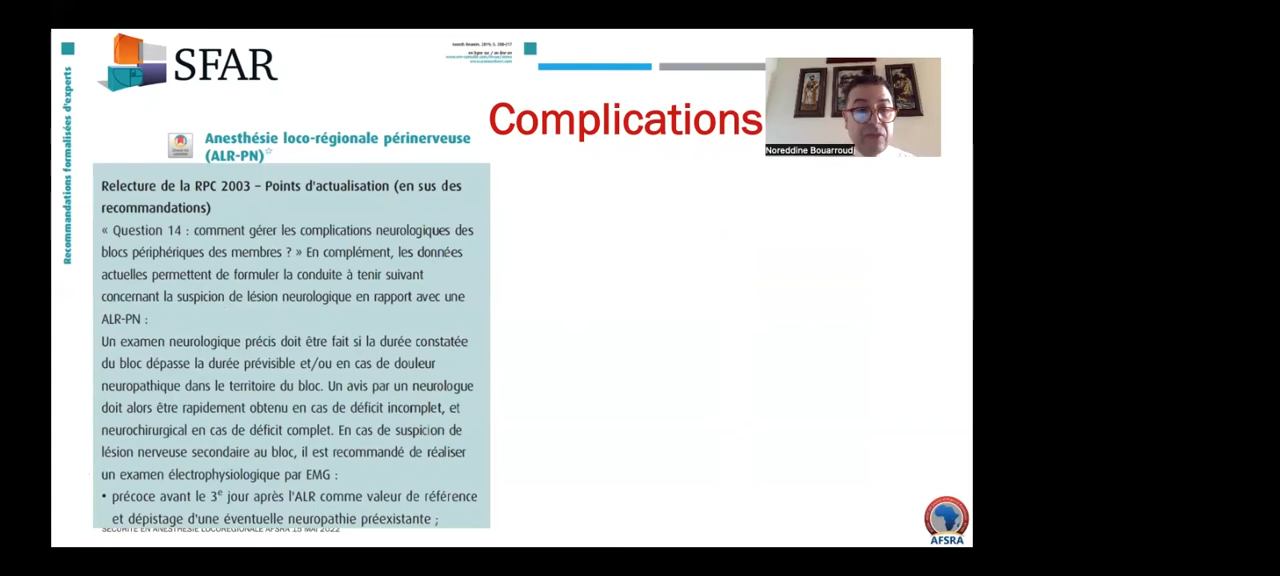 SFAR
Recommandations formalisées d'experts
Complications
Anesthésie loco-régionale périnerveuse
(ALR-PN)☆
Noreddine Bouarroud
Relecture de la RPC 2003 – Points d'actualisation (en sus des
recommandations)
« Question 14 : comment gérer les complications neurologiques des
blocs périphériques des membres ? » En complément, les données
actuelles permettent de formuler la conduite à tenir suivant
concernant la suspicion de lésion neurologique en rapport avec une
ALR-PN :
Un examen neurologique précis doit être fait si la durée constatée
du bloc dépasse la durée prévisible et/ou en cas de douleur
neuropathique dans le territoire du bloc. Un avis par un neurologue
doit alors être rapidement obtenu en cas de déficit incomplet, et
neurochirurgical en cas de déficit complet. En cas de suspicion de
lésion nerveuse secondaire au bloc, il est recommandé de réaliser
un examen électrophysiologique par EMG :
• précoce avant le 3e jour après l'ALR comme valeur de référence
et dépistage d'une éventuelle neuropathie préexistante ;
SECURITE EN ANESTHESIE LOCOREGIONALE AFSRA 15 MAI 2022
AFSRA